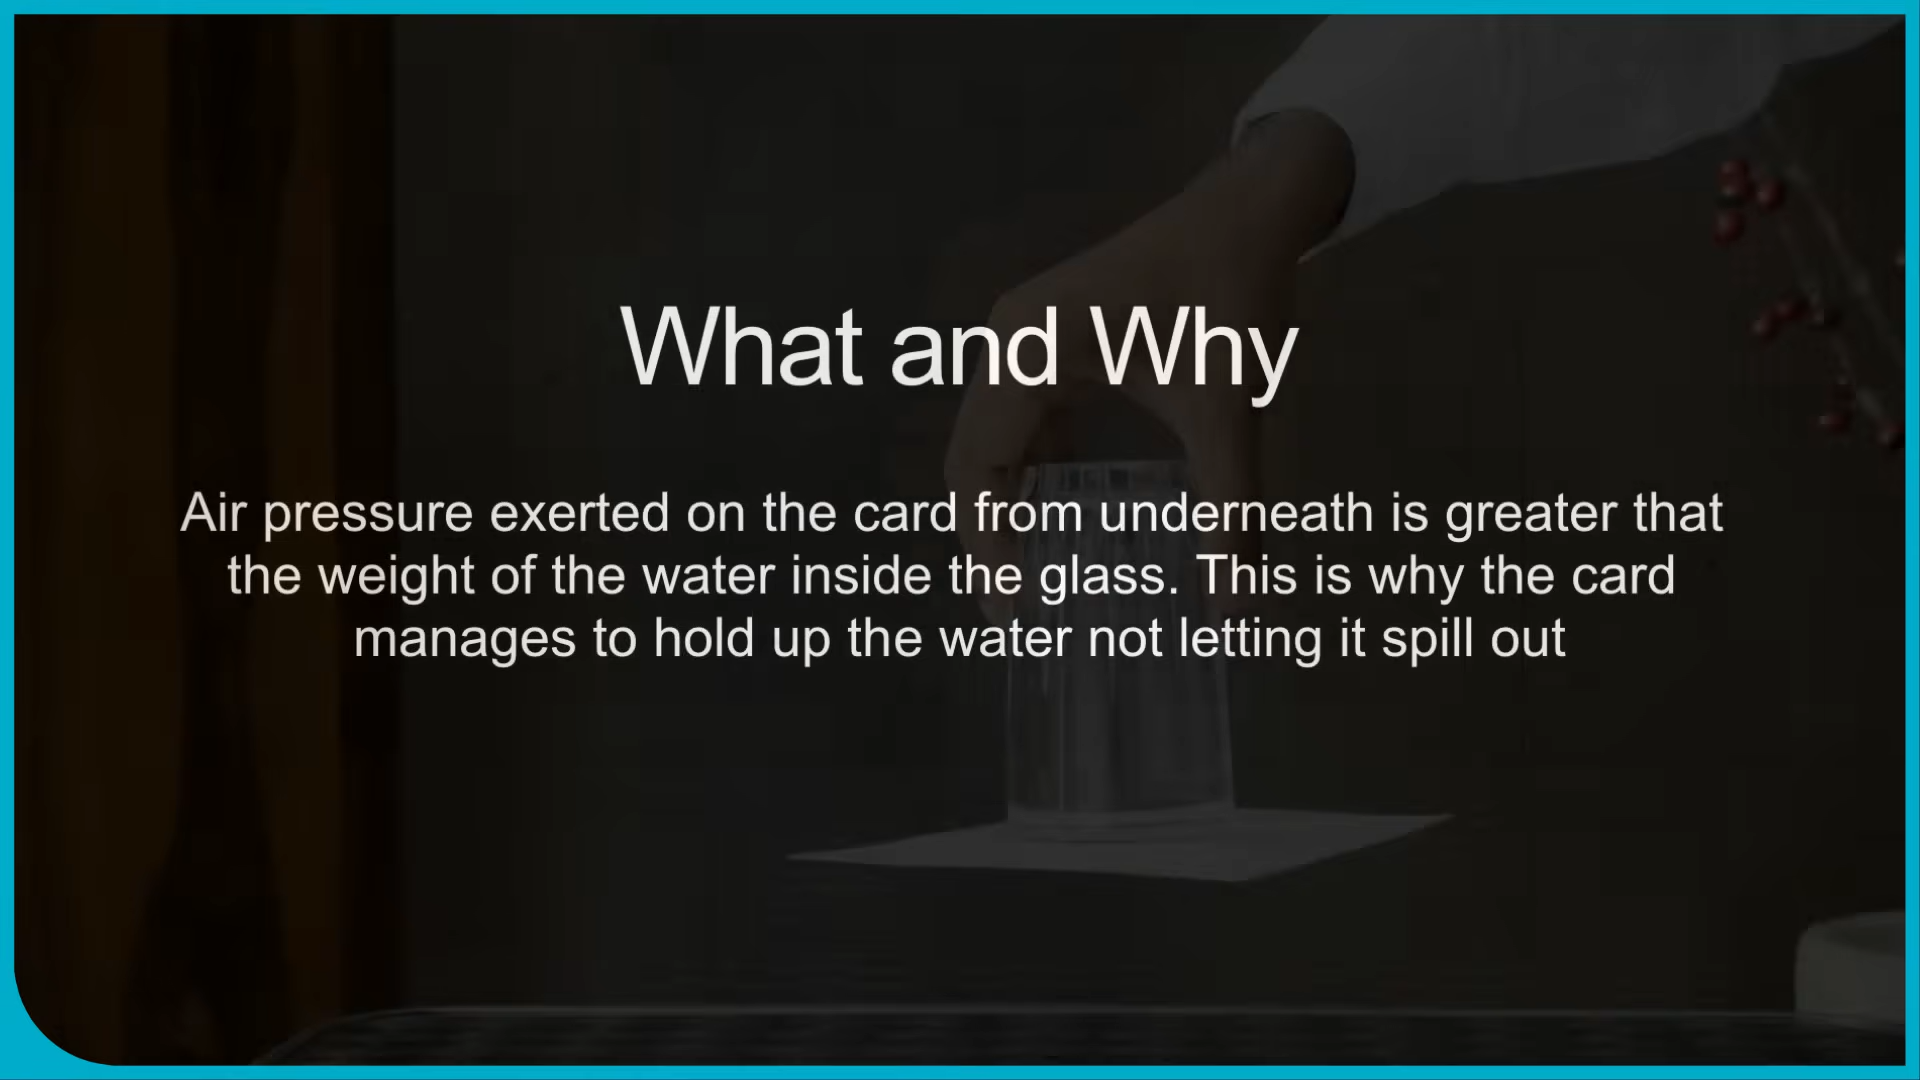 What and Why
Air pressure exerted on the card from underneath is greater that
the weight of the water inside the glass. This is why the card
manages to hold up the water not letting it spill out